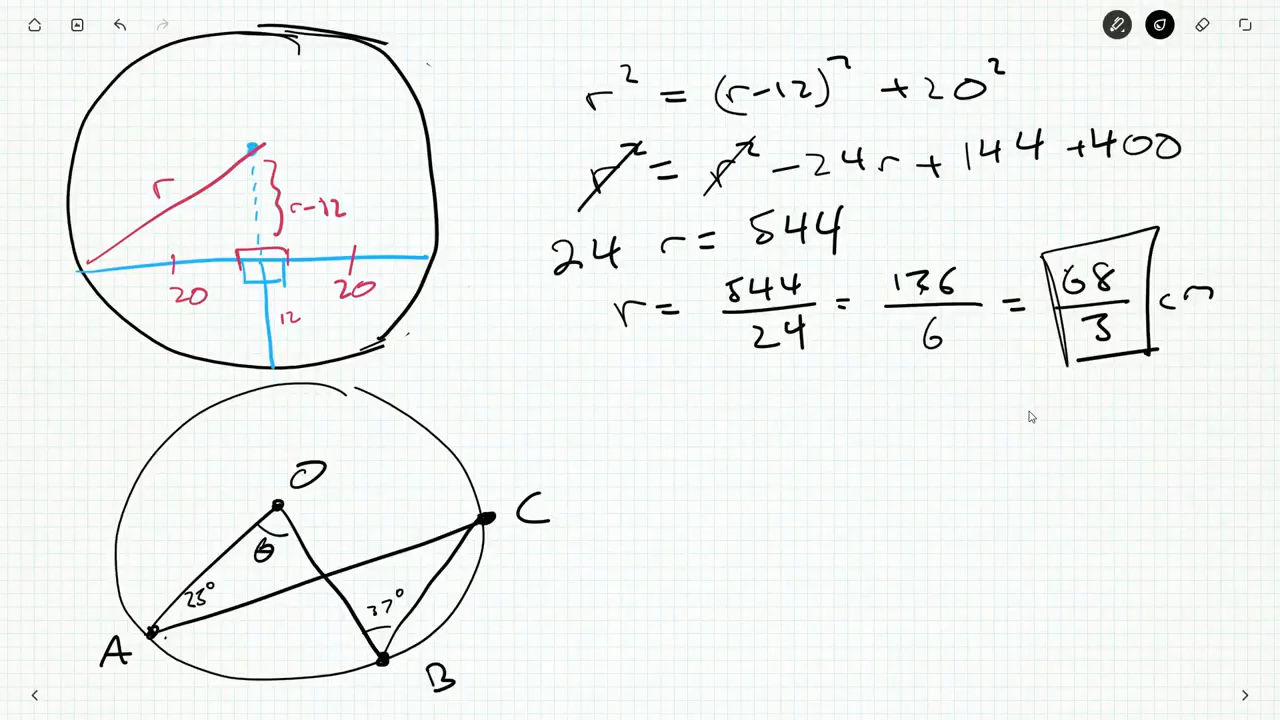 r² = (r-12)² + 20²
r² = r² - 24r + 144 + 400
24 r = 544
r = 544/24 = 136/6 = 68/3 cm
r
r-12
20
20
12
O
C
θ
23°
37°
A
B